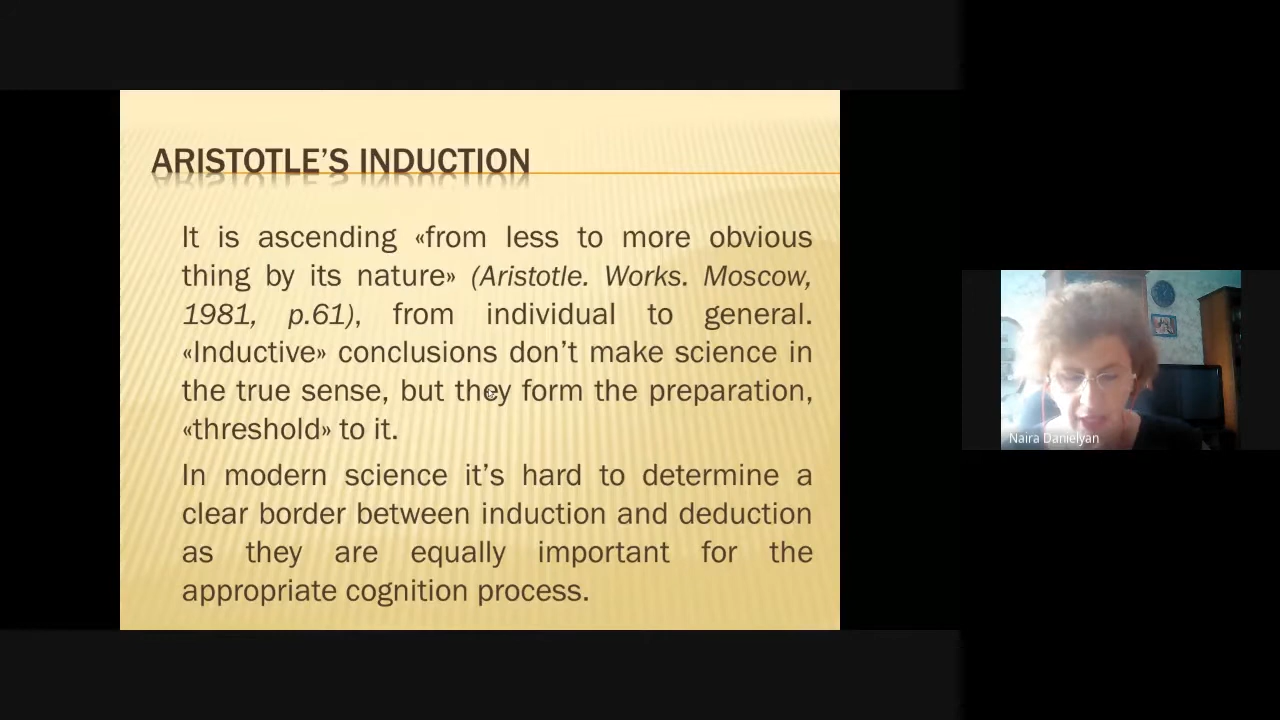 ARISTOTLE’S INDUCTION
It is ascending «from less to more obvious
thing by its nature» (Aristotle. Works. Moscow,
1981, p.61), from individual to general.
«Inductive» conclusions don’t make science in
the true sense, but they form the preparation,
«threshold» to it.
In modern science it’s hard to determine a
clear border between induction and deduction
as they are equally important for the
appropriate cognition process.
Naira Danielyan